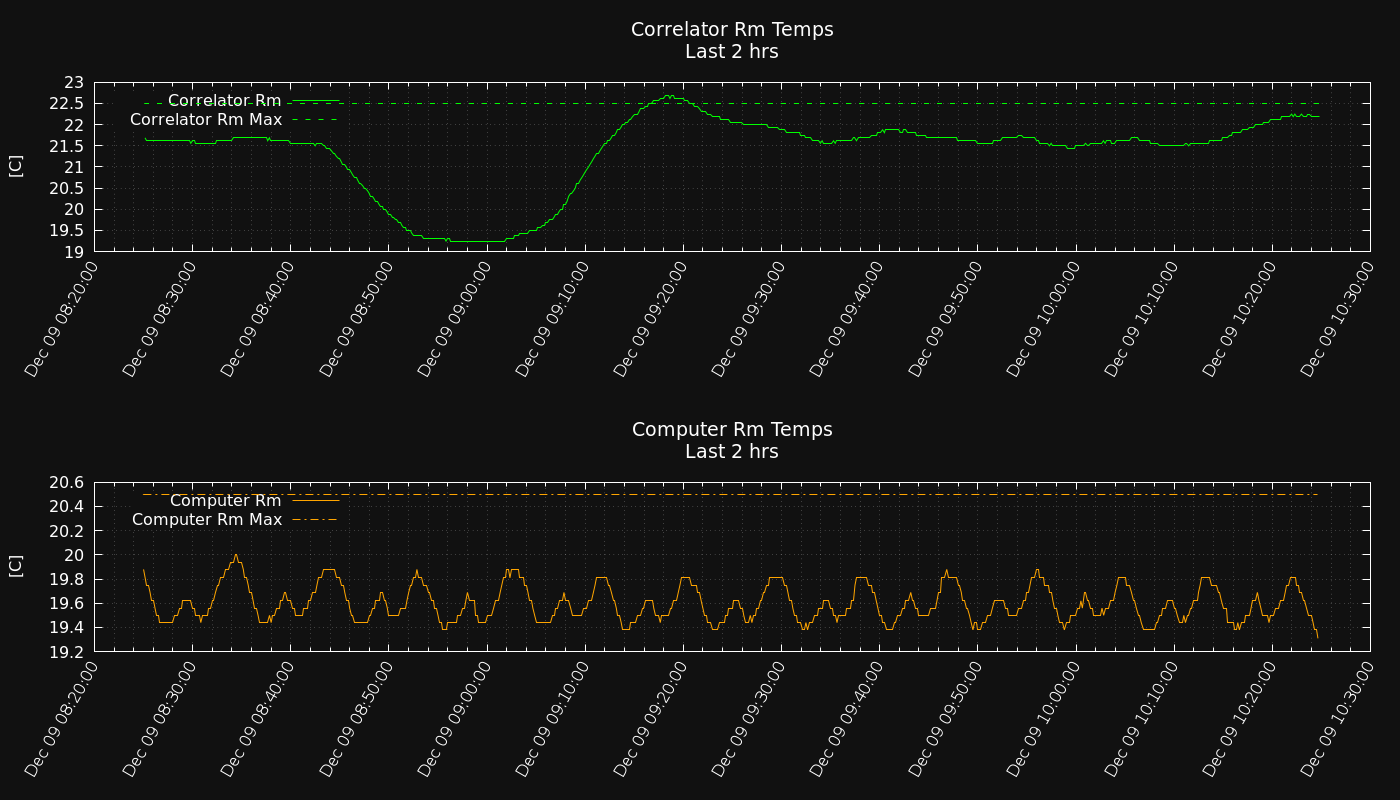 Correlator Rm Temps
Last 2 hrs
23
22.5
22
21.5
21
20.5
20
19.5
19
[C]
Correlator Rm
Correlator Rm Max
Dec 09 08:20:00
Dec 09 08:30:00
Dec 09 08:40:00
Dec 09 08:50:00
Dec 09 09:00:00
Dec 09 09:10:00
Dec 09 09:20:00
Dec 09 09:30:00
Dec 09 09:40:00
Dec 09 09:50:00
Dec 09 10:00:00
Dec 09 10:10:00
Dec 09 10:20:00
Dec 09 10:30:00
Computer Rm Temps
Last 2 hrs
20.6
20.4
20.2
20
19.8
19.6
19.4
19.2
[C]
Computer Rm
Computer Rm Max
Dec 09 08:20:00
Dec 09 08:30:00
Dec 09 08:40:00
Dec 09 08:50:00
Dec 09 09:00:00
Dec 09 09:10:00
Dec 09 09:20:00
Dec 09 09:30:00
Dec 09 09:40:00
Dec 09 09:50:00
Dec 09 10:00:00
Dec 09 10:10:00
Dec 09 10:20:00
Dec 09 10:30:00